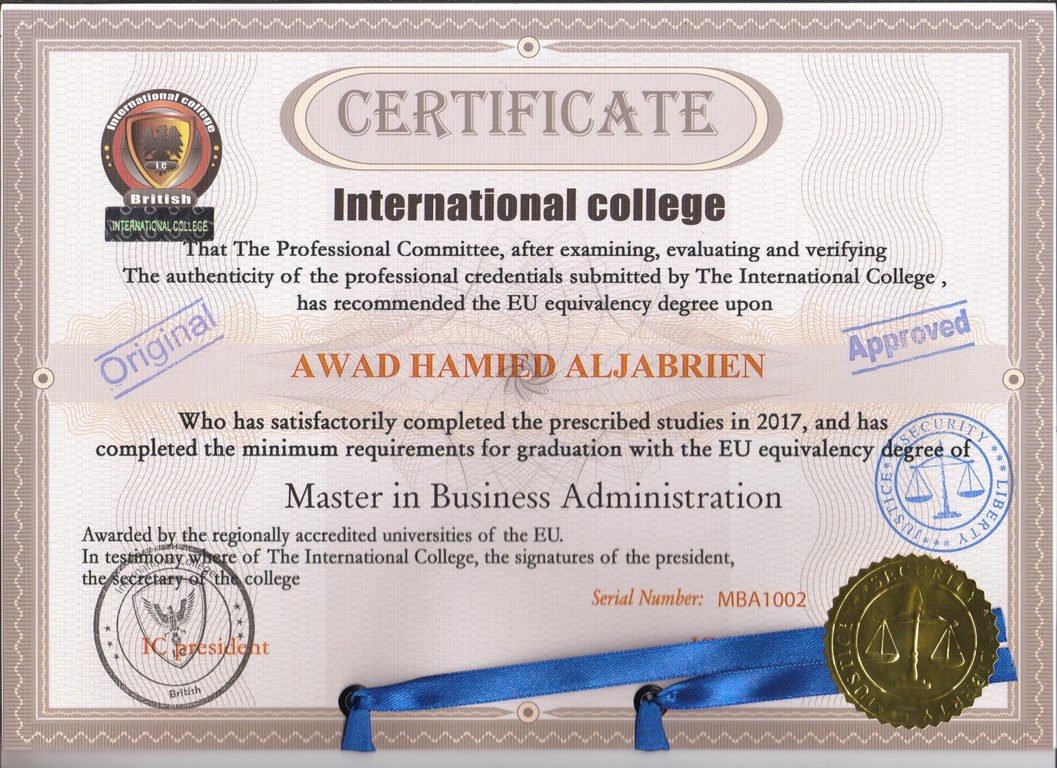 CERTIFICATE
International college
I.C
British
INTERNATIONAL COLLEGE
International college
That The Professional Committee, after examining, evaluating and verifying
The authenticity of the professional credentials submitted by The International College ,
has recommended the EU equivalency degree upon
Original
Approved
AWAD HAMIED ALJABRIEN
Who has satisfactorily completed the prescribed studies in 2017, and has
completed the minimum requirements for graduation with the EU equivalency degree of
SECURITY *** LIBERTY *** JUSTICE ***
Master in Business Administration
Awarded by the regionally accredited universities of the EU.
In testimony where of The International College, the signatures of the president,
the secretary of the college
International College
IC
British
Serial Number: MBA1002
IC president
SECURITY
JUSTICE